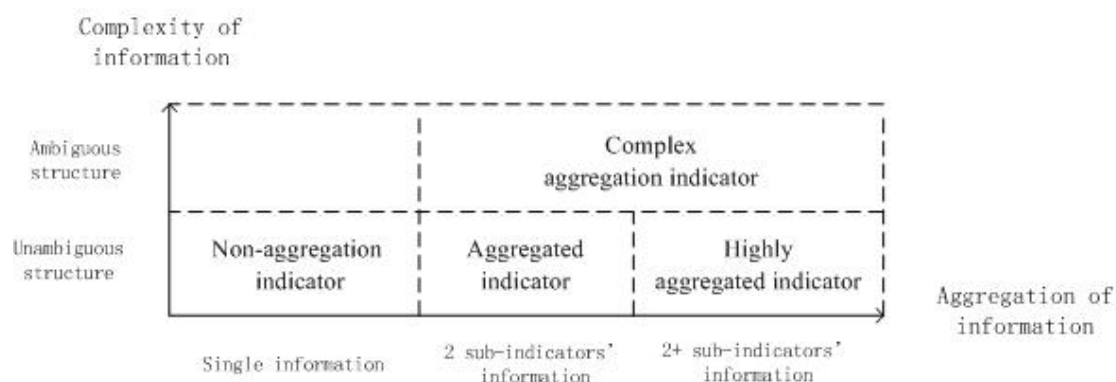 Complexity of
information
Ambiguous
structure
Complex
aggregation indicator
Unambiguous
structure
Non-aggregation
indicator
Aggregated
indicator
Highly
aggregated indicator
Aggregation of
information
Single information
2 sub-indicators'
information
2+ sub-indicators'
information